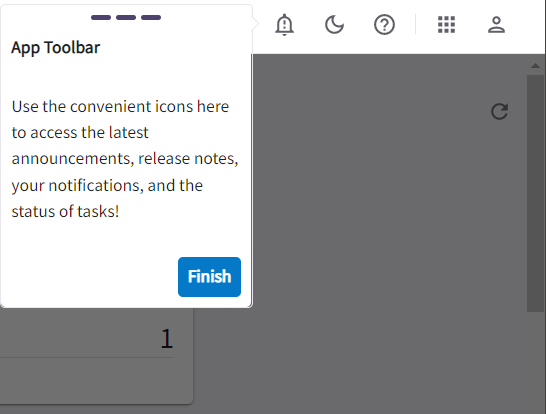 App Toolbar
Use the convenient icons here
to access the latest
announcements, release notes,
your notifications, and the
status of tasks!
Finish
1